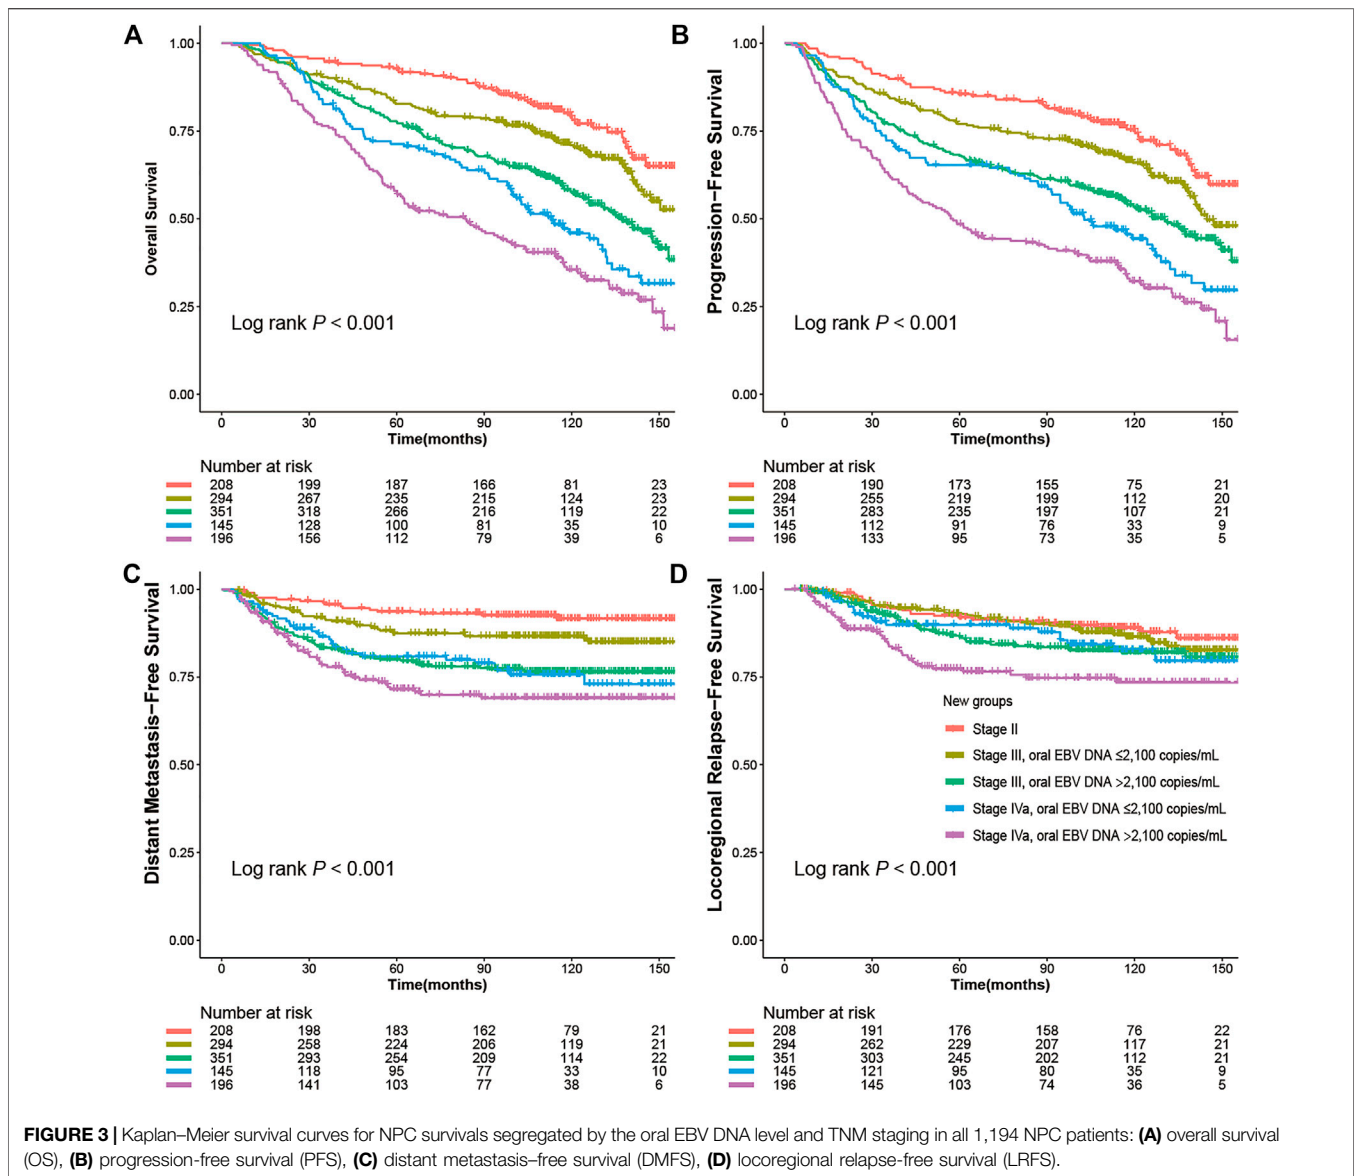 A
Overall Survival
1.00
0.75
0.50
0.25
0.00
Log rank P < 0.001
0 30 60 90 120 150
Time(months)
Number at risk
208 199 187 166 81 23
294 267 235 215 124 23
351 318 266 216 119 22
145 128 100 81 35 10
196 156 112 79 39 6
B
Progression–Free Survival
1.00
0.75
0.50
0.25
0.00
Log rank P < 0.001
0 30 60 90 120 150
Time(months)
Number at risk
208 190 173 155 75 21
294 255 219 199 112 20
351 283 235 197 107 21
145 112 91 76 33 9
196 133 95 73 35 5
C
Distant Metastasis–Free Survival
1.00
0.75
0.50
0.25
0.00
Log rank P < 0.001
0 30 60 90 120 150
Time(months)
Number at risk
208 198 183 162 79 21
294 258 224 206 119 21
351 293 254 209 114 22
145 118 95 77 33 10
196 141 103 77 38 6
D
Locoregional Relapse–Free Survival
1.00
0.75
0.50
0.25
0.00
New groups
Stage II
Stage III, oral EBV DNA ≤2,100 copies/mL
Stage III, oral EBV DNA >2,100 copies/mL
Stage IVa, oral EBV DNA ≤2,100 copies/mL
Stage IVa, oral EBV DNA >2,100 copies/mL
Log rank P < 0.001
0 30 60 90 120 150
Time(months)
Number at risk
208 191 176 158 76 22
294 262 229 207 117 21
351 303 245 202 112 21
145 121 95 80 35 9
196 145 103 74 36 5
FIGURE 3 | Kaplan–Meier survival curves for NPC survivals segregated by the oral EBV DNA level and TNM staging in all 1,194 NPC patients: (A) overall survival
(OS), (B) progression-free survival (PFS), (C) distant metastasis–free survival (DMFS), (D) locoregional relapse-free survival (LRFS).